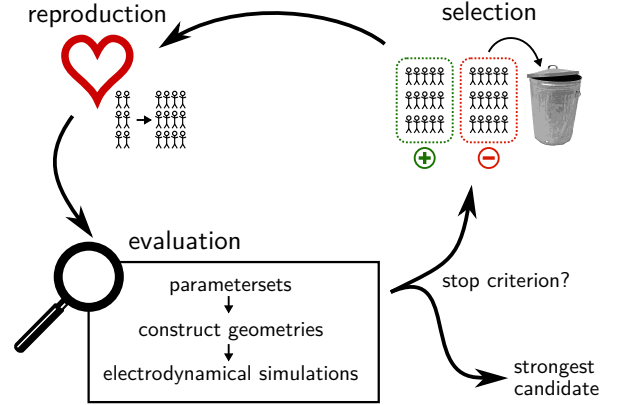 reproduction
selection
evaluation
parametersets
construct geometries
electrodynamical simulations
stop criterion?
strongest
candidate